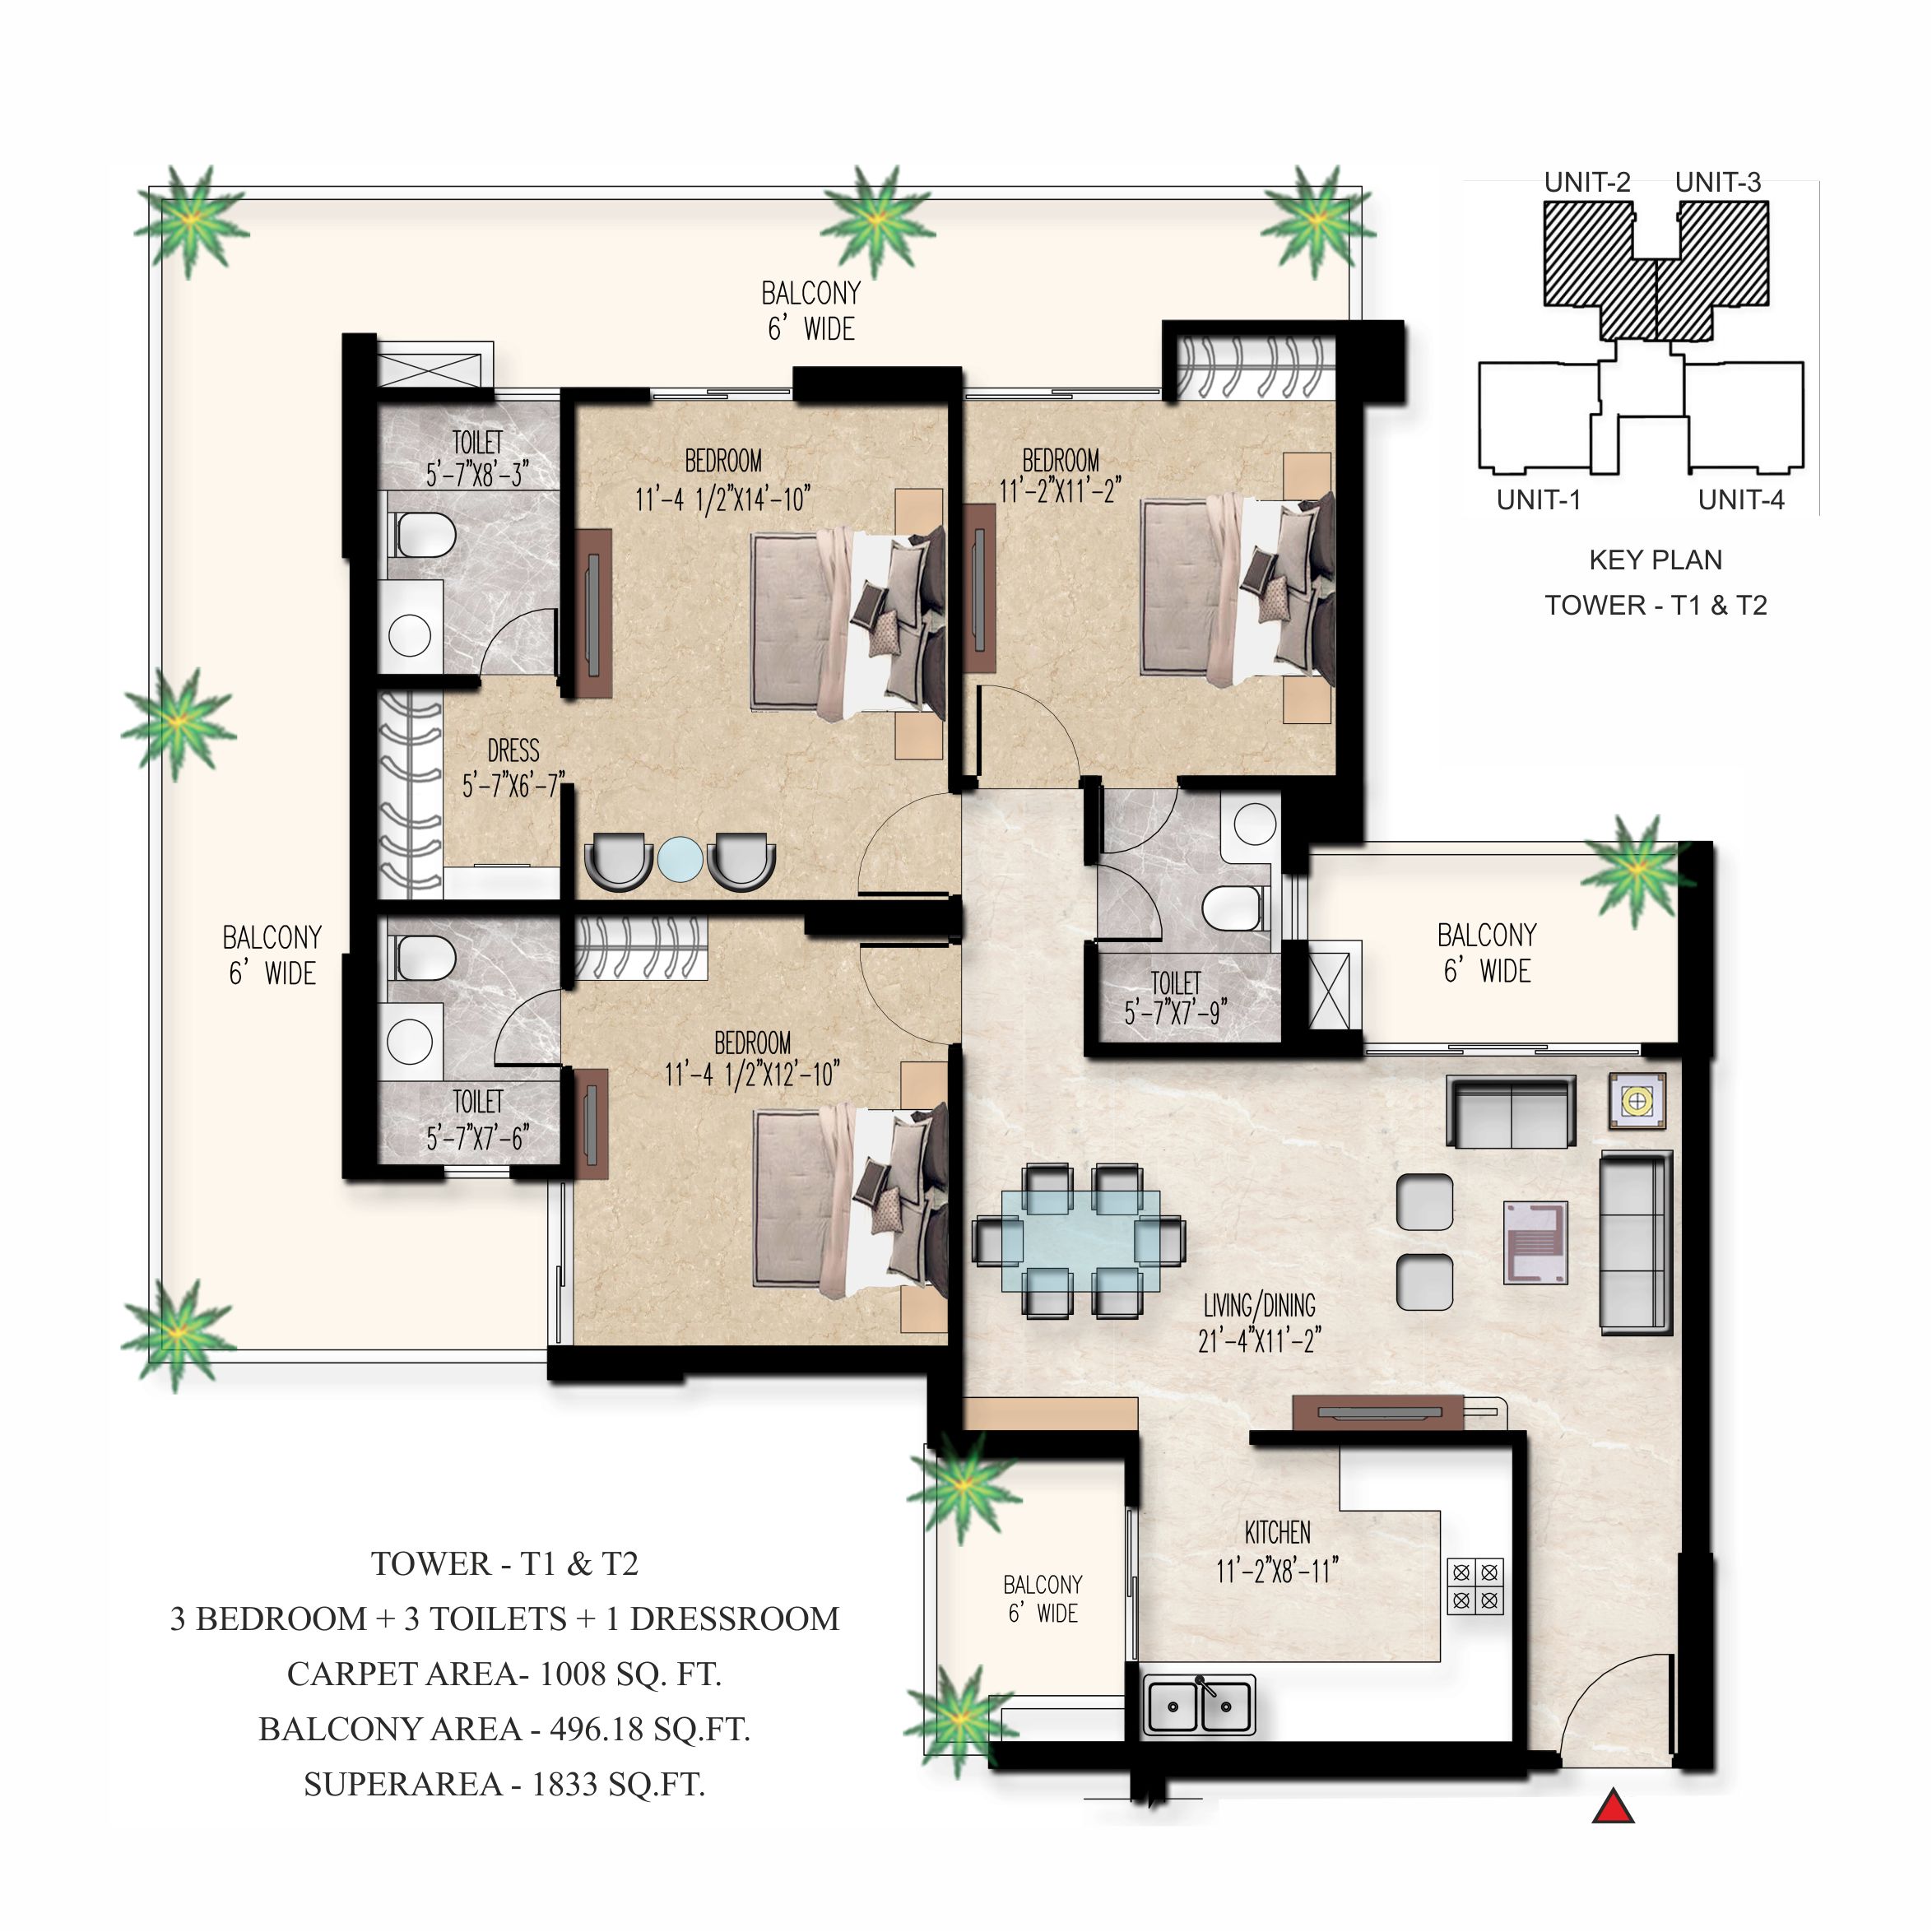 UNIT-2 UNIT-3
UNIT-1 UNIT-4
KEY PLAN
TOWER - T1 & T2
BALCONY
6' WIDE
TOILET
5'-7"X8'-3"
BEDROOM
11'-4 1/2"X14'-10"
BEDROOM
11'-2"X11'-2"
DRESS
5'-7"X6'-7"
BALCONY
6' WIDE
BALCONY
6' WIDE
TOILET
5'-7"X7'-9"
BEDROOM
11'-4 1/2"X12'-10"
TOILET
5'-7"X7'-6"
LIVING/DINING
21'-4"X11'-2"
KITCHEN
11'-2"X8'-11"
BALCONY
6' WIDE
TOWER - T1 & T2
3 BEDROOM + 3 TOILETS + 1 DRESSROOM
CARPET AREA- 1008 SQ. FT.
BALCONY AREA - 496.18 SQ.FT.
SUPERAREA - 1833 SQ.FT.